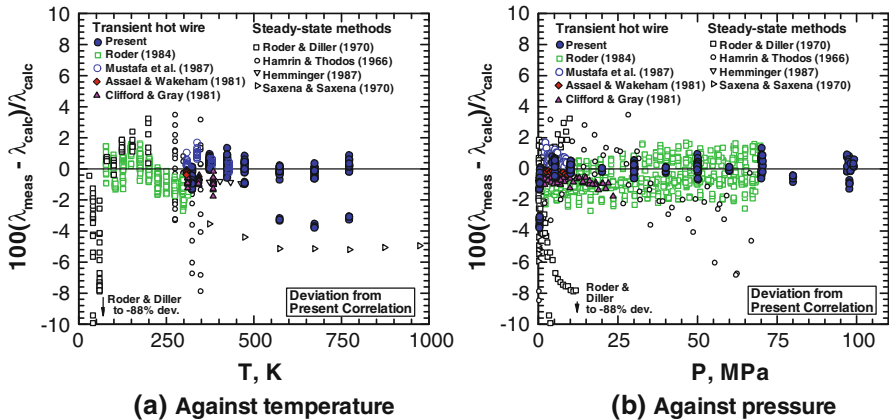 10
8
6
4
2
0
-2
-4
-6
-8
-10
100(λmeas - λcalc)/λcalc
(a)
Transient hot wire
Present
Roder (1984)
Mustafa et al. (1987)
Assael & Wakeham (1981)
Clifford & Gray (1981)
Steady-state methods
Roder & Diller (1970)
Hamrin & Thodos (1966)
Hemminger (1987)
Saxena & Saxena (1970)
Roder & Diller
to -88% dev.
Deviation from
Present Correlation
0
250
500
750
1000
T, K
(a) Against temperature
10
8
6
4
2
0
-2
-4
-6
-8
-10
100(λmeas - λcalc)/λcalc
(b)
Transient hot wire
Present
Roder (1984)
Mustafa et al. (1987)
Assael & Wakeham (1981)
Clifford & Gray (1981)
Steady-state methods
Roder & Diller (1970)
Hamrin & Thodos (1966)
Hemminger (1987)
Saxena & Saxena (1970)
Roder &
Diller
to -88% dev.
Deviation from
Present Correlation
0
25
50
75
100
P, MPa
(b) Against pressure